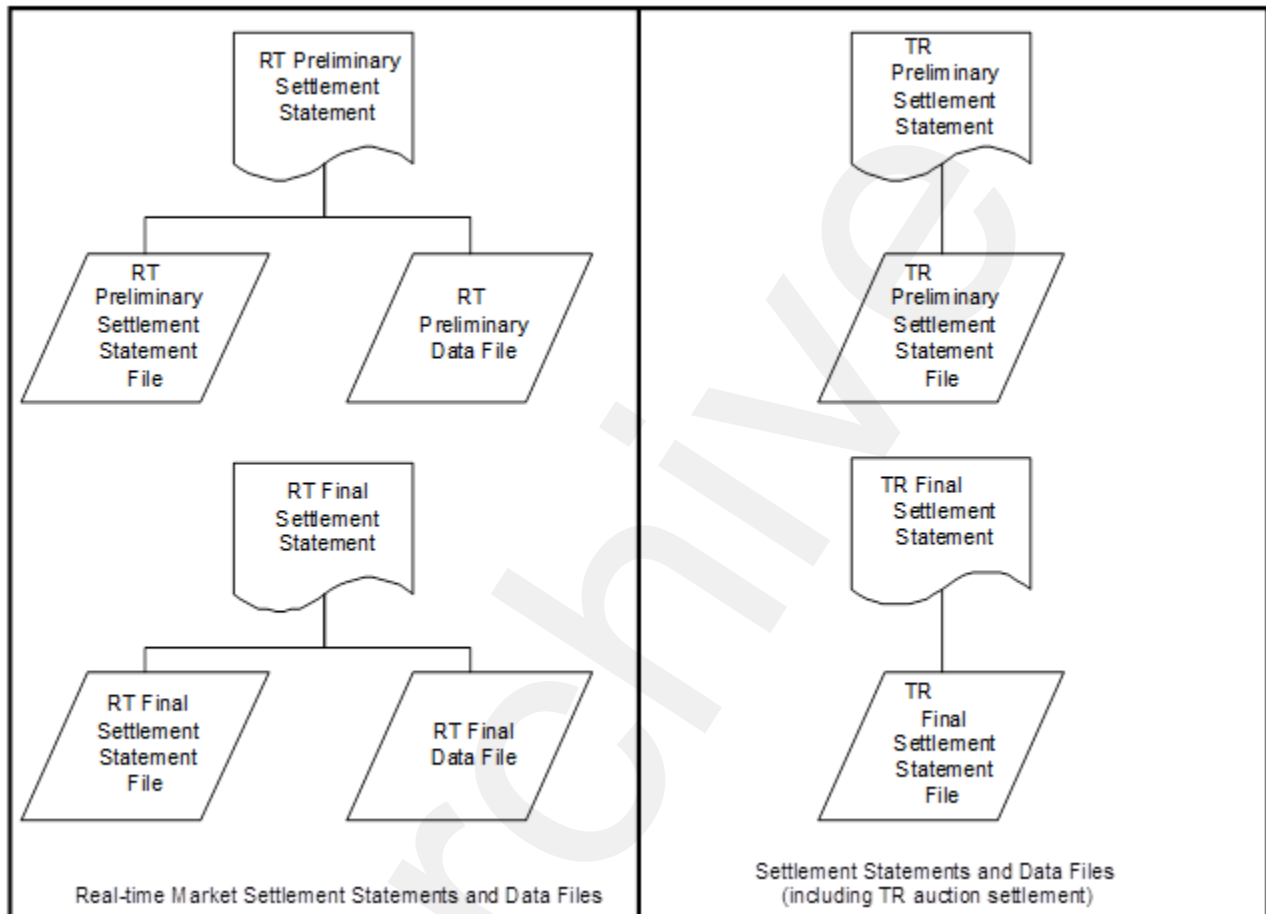 RT Preliminary
Settlement
Statement
RT
Preliminary
Settlement
Statement
File
RT
Preliminary
Data File
RT Final
Settlement
Statement
RT Final
Settlement
Statement
File
RT Final
Data File
Real-time Market Settlement Statements and Data Files
TR
Preliminary
Settlement
Statement
TR
Preliminary
Settlement
Statement
File
TR Final
Settlement
Statement
TR
Final
Settlement
Statement
File
Settlement Statements and Data Files
(including TR auction settlement)
rchive